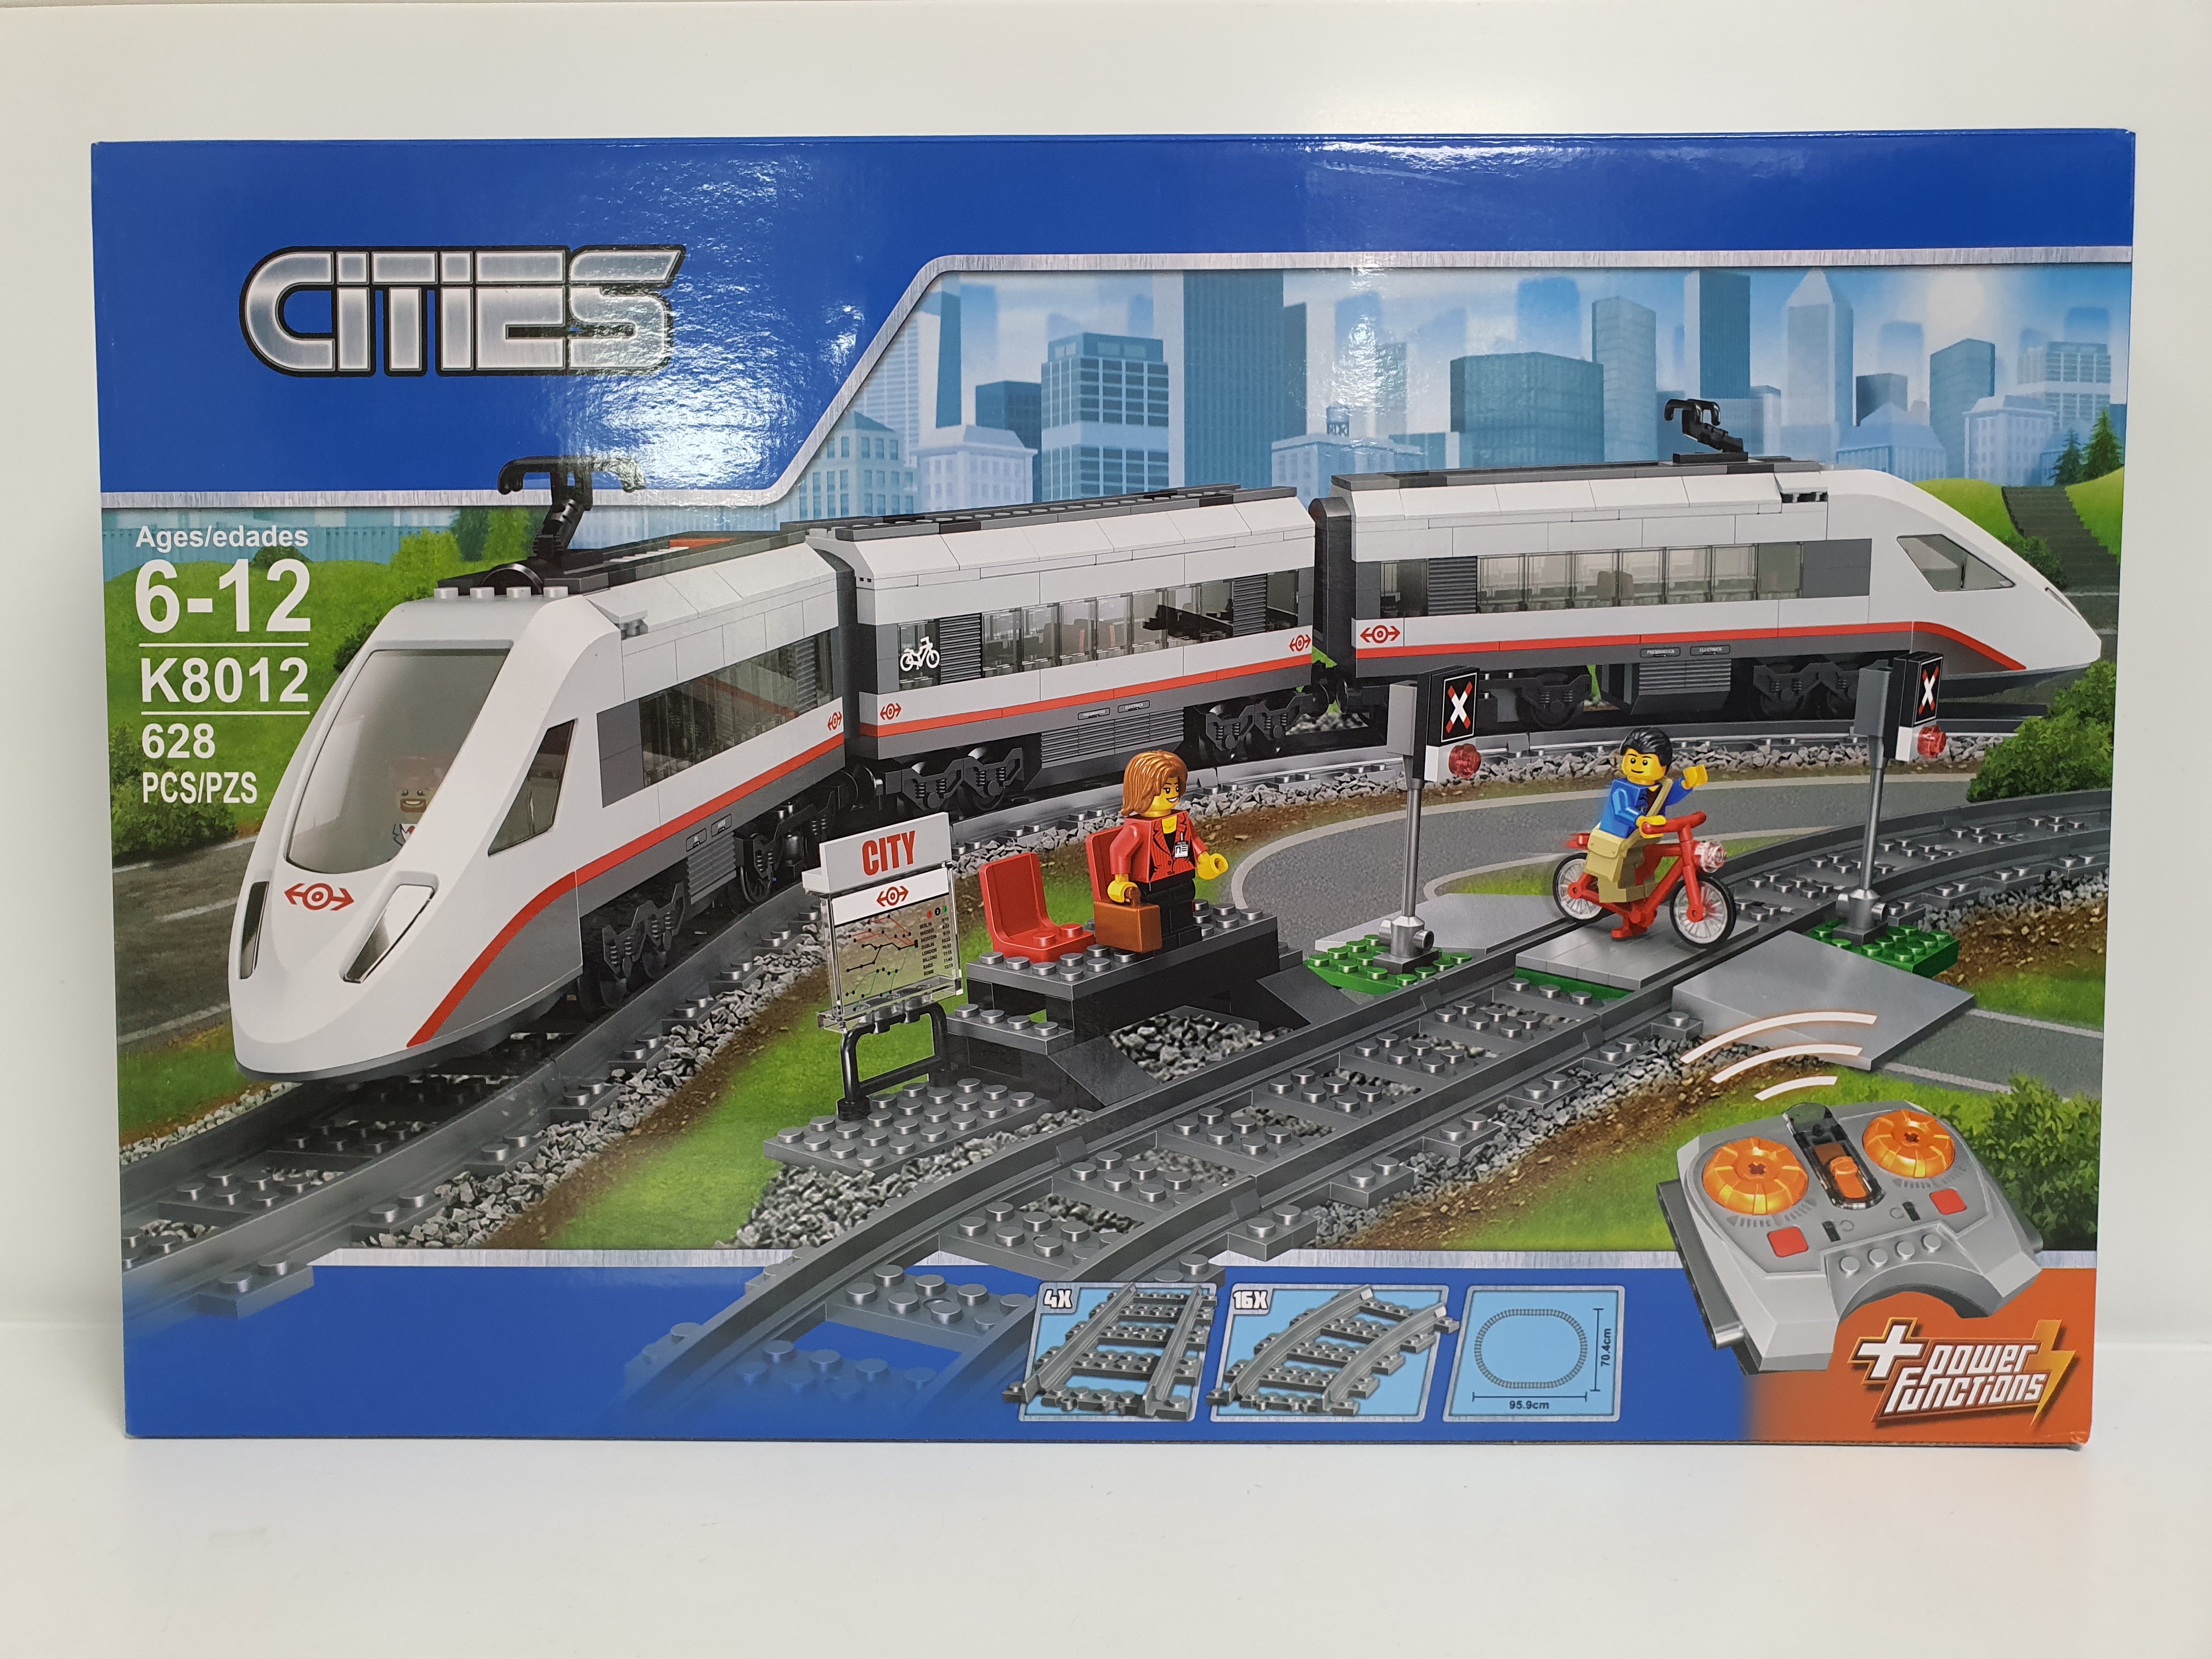 CiTiES
Ages/edades
6-12
K8012
628
PCS/PZS
CITY
4X
16X
70.4cm
95.9cm
+ power
functions